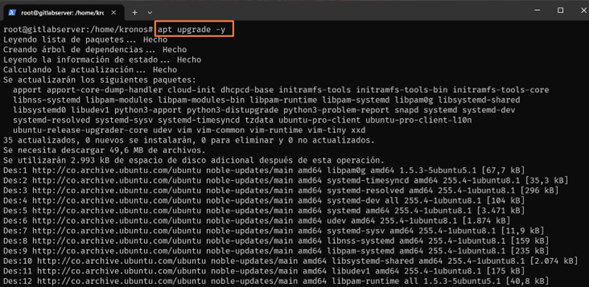 root@gitlabserver: /home/kronos
root@gitlabserver:/home/kronos# apt upgrade -y
Leyendo lista de paquetes... Hecho
Creando árbol de dependencias... Hecho
Leyendo la información de estado... Hecho
Calculando la actualización... Hecho
Se actualizarán los siguientes paquetes:
apport apport-core-dump-handler cloud-init dhcpcd-base initramfs-tools initramfs-tools-bin initramfs-tools-core
libnss-systemd libpam-modules libpam-modules-bin libpam-runtime libpam-systemd libpam0g libsystemd-shared
libsystemd0 libudev1 python3-apport python3-distupgrade python3-problem-report snapd systemd systemd-dev
systemd-resolved systemd-sysv systemd-timesyncd tzdata ubuntu-pro-client ubuntu-pro-client-l10n
ubuntu-release-upgrader-core udev vim vim-common vim-runtime vim-tiny xxd
35 actualizados, 0 nuevos se instalarán, 0 para eliminar y 0 no actualizados.
Se necesita descargar 49,6 MB de archivos.
Se utilizarán 2.993 kB de espacio de disco adicional después de esta operación.
Des:1 http://co.archive.ubuntu.com/ubuntu noble-updates/main amd64 libpam0g amd64 1.5.3-5ubuntu5.1 [67,7 kB]
Des:2 http://co.archive.ubuntu.com/ubuntu noble-updates/main amd64 systemd-timesyncd amd64 255.4-1ubuntu8.1 [35,3 kB]
Des:3 http://co.archive.ubuntu.com/ubuntu noble-updates/main amd64 systemd-resolved amd64 255.4-1ubuntu8.1 [296 kB]
Des:4 http://co.archive.ubuntu.com/ubuntu noble-updates/main amd64 systemd-dev all 255.4-1ubuntu8.1 [104 kB]
Des:5 http://co.archive.ubuntu.com/ubuntu noble-updates/main amd64 systemd amd64 255.4-1ubuntu8.1 [3.471 kB]
Des:6 http://co.archive.ubuntu.com/ubuntu noble-updates/main amd64 udev amd64 255.4-1ubuntu8.1 [1.874 kB]
Des:7 http://co.archive.ubuntu.com/ubuntu noble-updates/main amd64 systemd-sysv amd64 255.4-1ubuntu8.1 [11,9 kB]
Des:8 http://co.archive.ubuntu.com/ubuntu noble-updates/main amd64 libnss-systemd amd64 255.4-1ubuntu8.1 [159 kB]
Des:9 http://co.archive.ubuntu.com/ubuntu noble-updates/main amd64 libpam-systemd amd64 255.4-1ubuntu8.1 [235 kB]
Des:10 http://co.archive.ubuntu.com/ubuntu noble-updates/main amd64 libsystemd-shared amd64 255.4-1ubuntu8.1 [2.074 kB]
Des:11 http://co.archive.ubuntu.com/ubuntu noble-updates/main amd64 libudev1 amd64 255.4-1ubuntu8.1 [175 kB]
Des:12 http://co.archive.ubuntu.com/ubuntu noble-updates/main amd64 libpam-runtime all 1.5.3-5ubuntu5.1 [40,8 kB]